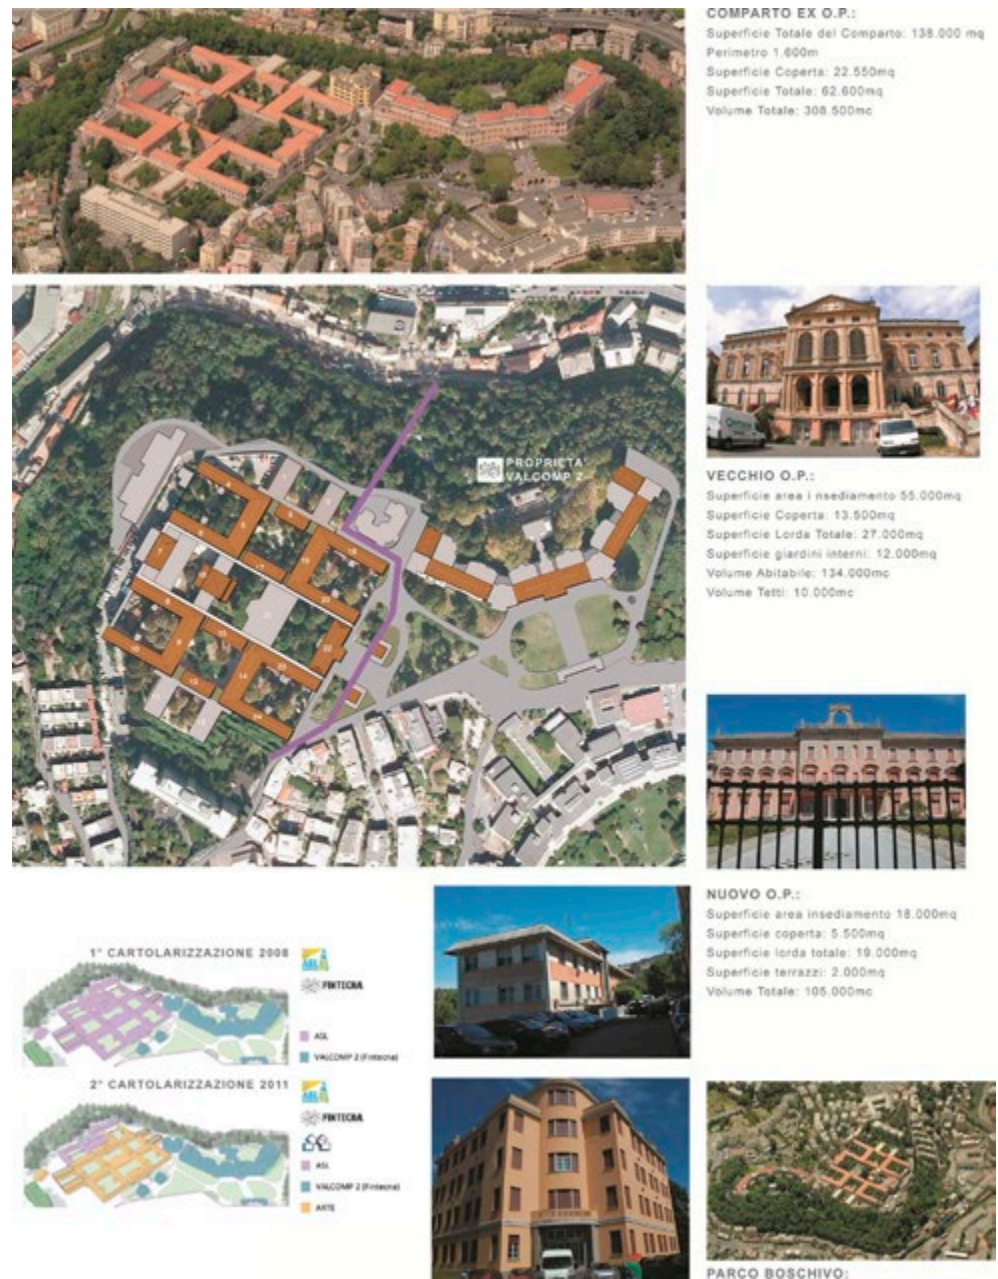 COMPARTO EX O.P.:
Superficie Totale del Comparto: 138.000 mq
Perimetro 1.600m
Superficie Coperta: 22.550mq
Superficie Totale: 62.600mq
Volume Totale: 308.500mc
PROPRIETA'
VALCOMP 2
VECCHIO O.P.:
Superficie area i nsediamento 55.000mq
Superficie Coperta: 13.500mq
Superficie Lorda Totale: 27.000mq
Superficie giardini interni: 12.000mq
Volume Abitabile: 134.000mc
Volume Tetti: 10.000mc
NUOVO O.P.:
Superficie area insediamento 18.000mq
Superficie coperta: 5.500mq
Superficie lorda totale: 19.000mq
Superficie terrazzi: 2.000mq
Volume Totale: 105.000mc
1° CARTOLARIZZAZIONE 2008
FINTECNA
ASL
VALCOMP 2 (Fintecna)
2° CARTOLARIZZAZIONE 2011
FINTECNA
ASL
VALCOMP 2 (Fintecna)
ARTE
PARCO BOSCHIVO: